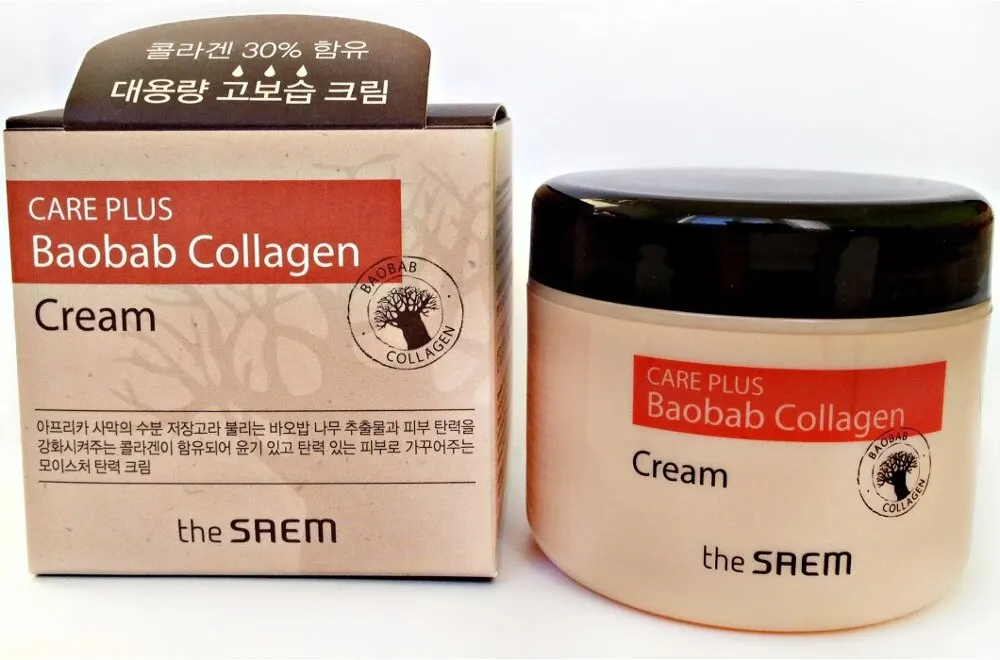 콜라겐 30% 함유
대용량 고보습 크림
CARE PLUS
Baobab Collagen
Cream
BAOBAB
COLLAGEN
아프리카 사막의 수분 저장고라 불리는 바오밥 나무 추출물과 피부 탄력을
강화시켜주는 콜라겐이 함유되어 윤기 있고 탄력 있는 피부로 가꾸어주는
모이스처 탄력 크림
the SAEM
CARE PLUS
Baobab Collagen
Cream
BAOBAB
COLLAGEN
the SAEM